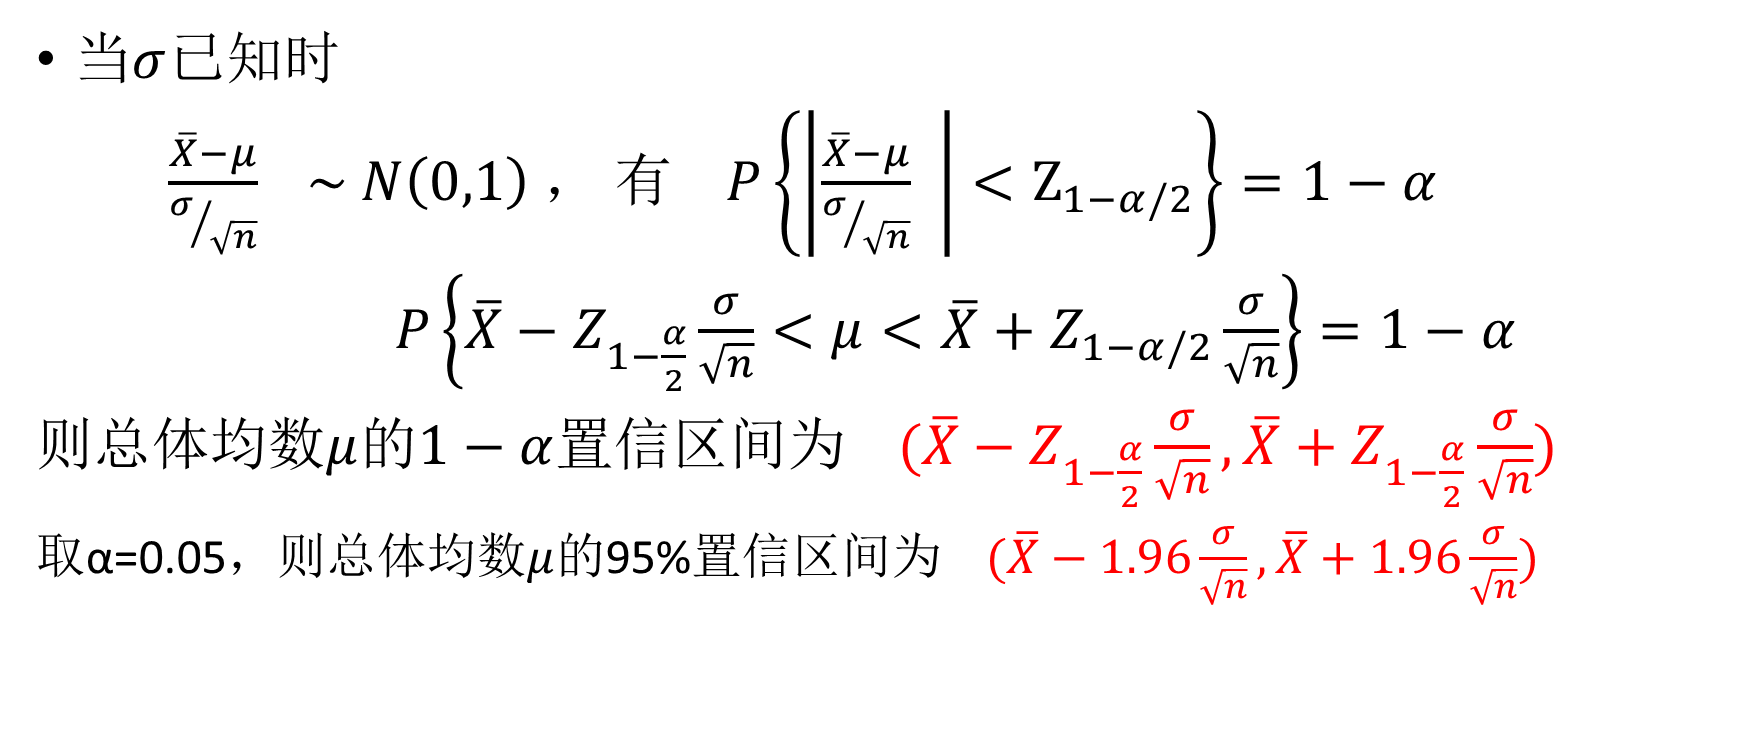 • 当σ已知时
(X̄−μ)/(σ/√n) ~ N(0,1)， 有 P{|(X̄−μ)/(σ/√n)| < Z_{1−α/2}} = 1 − α
P{X̄ − Z_{1−α/2} σ/√n < μ < X̄ + Z_{1−α/2} σ/√n} = 1 − α
则总体均数μ的1 − α置信区间为 (X̄ − Z_{1−α/2} σ/√n, X̄ + Z_{1−α/2} σ/√n)
取α=0.05，则总体均数μ的95%置信区间为 (X̄ − 1.96 σ/√n, X̄ + 1.96 σ/√n)